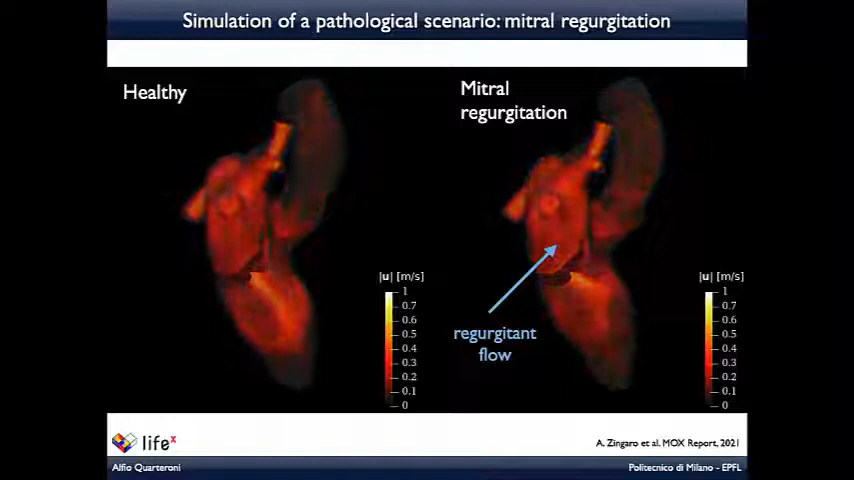 Simulation of a pathological scenario: mitral regurgitation
Healthy
Mitral
regurgitation
|u| [m/s]
1
0.7
0.6
0.5
0.4
0.3
0.2
0.1
0
regurgitant
flow
|u| [m/s]
1
0.7
0.6
0.5
0.4
0.3
0.2
0.1
0
lifex
A. Zingaro et al. MOX Report, 2021
Alfio Quarteroni
Politecnico di Milano - EPFL